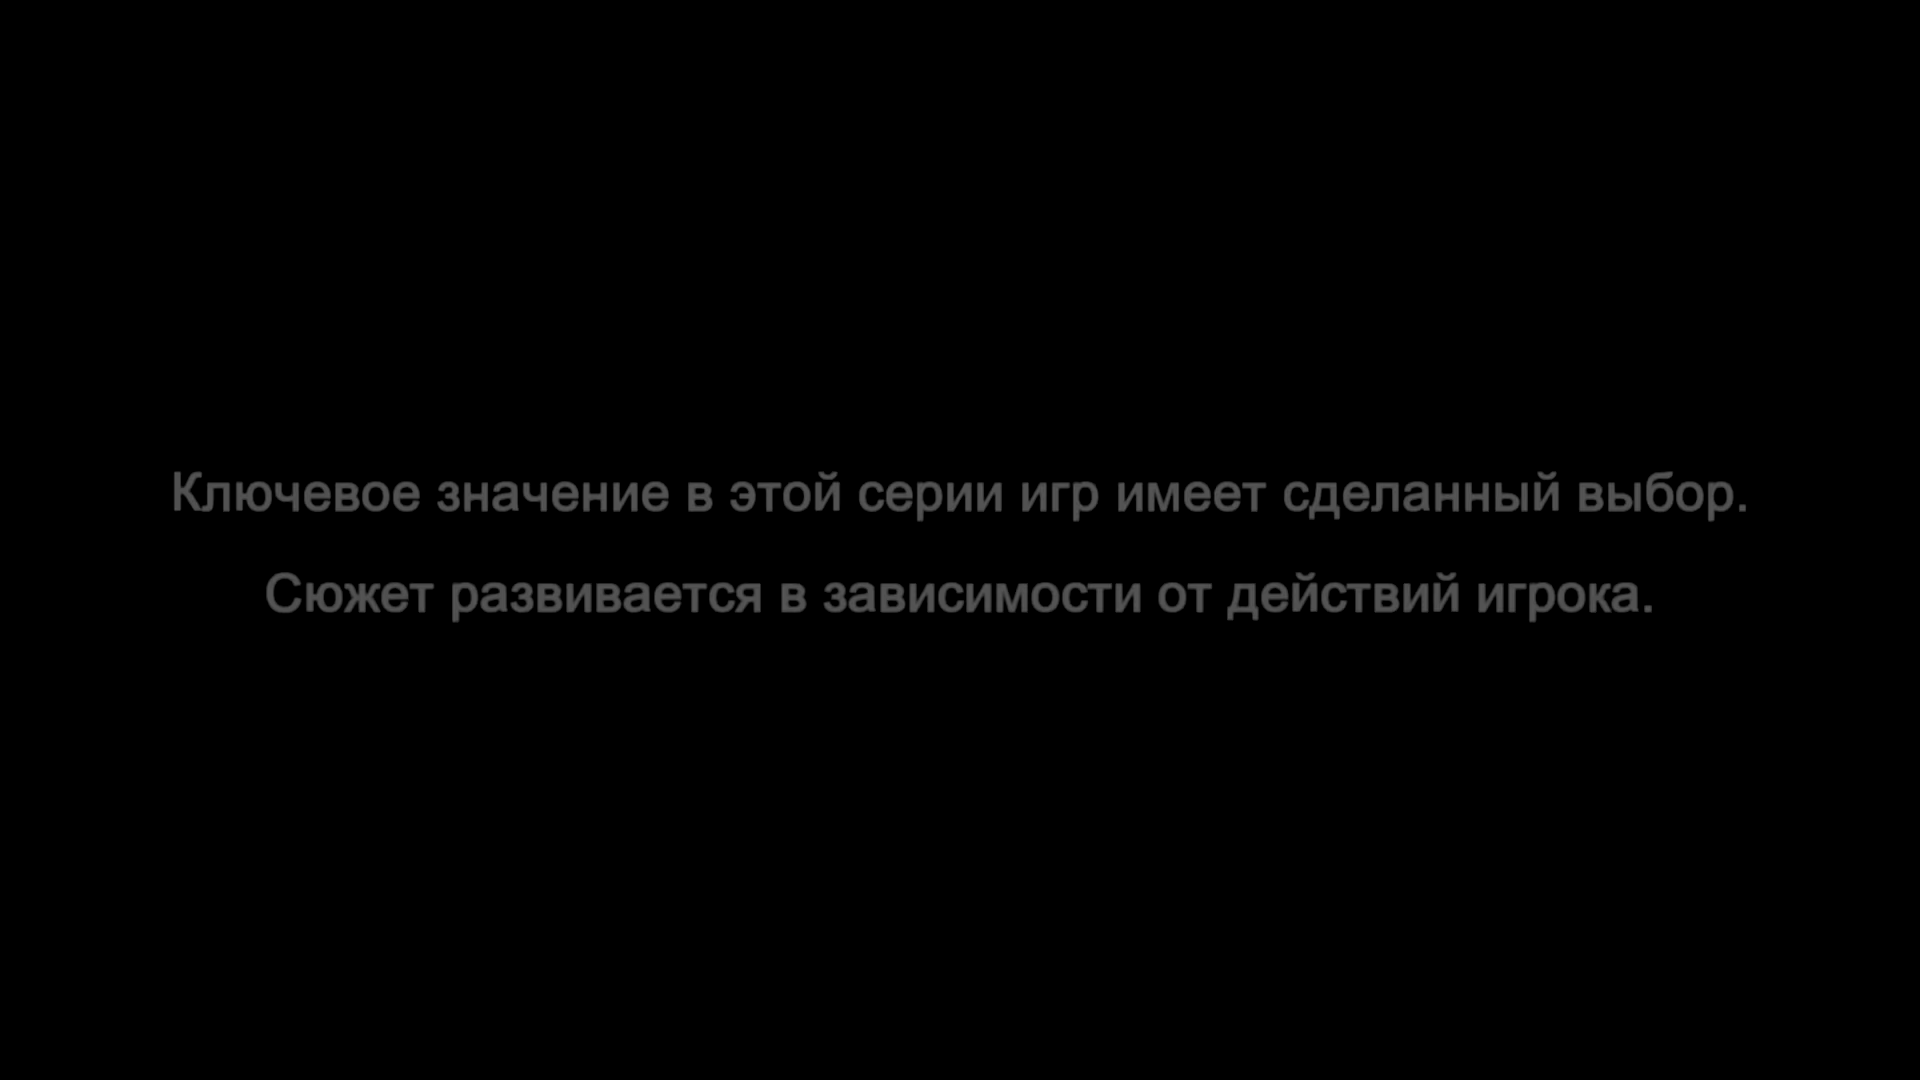 Ключевое значение в этой серии игр имеет сделанный выбор.
Сюжет развивается в зависимости от действий игрока.